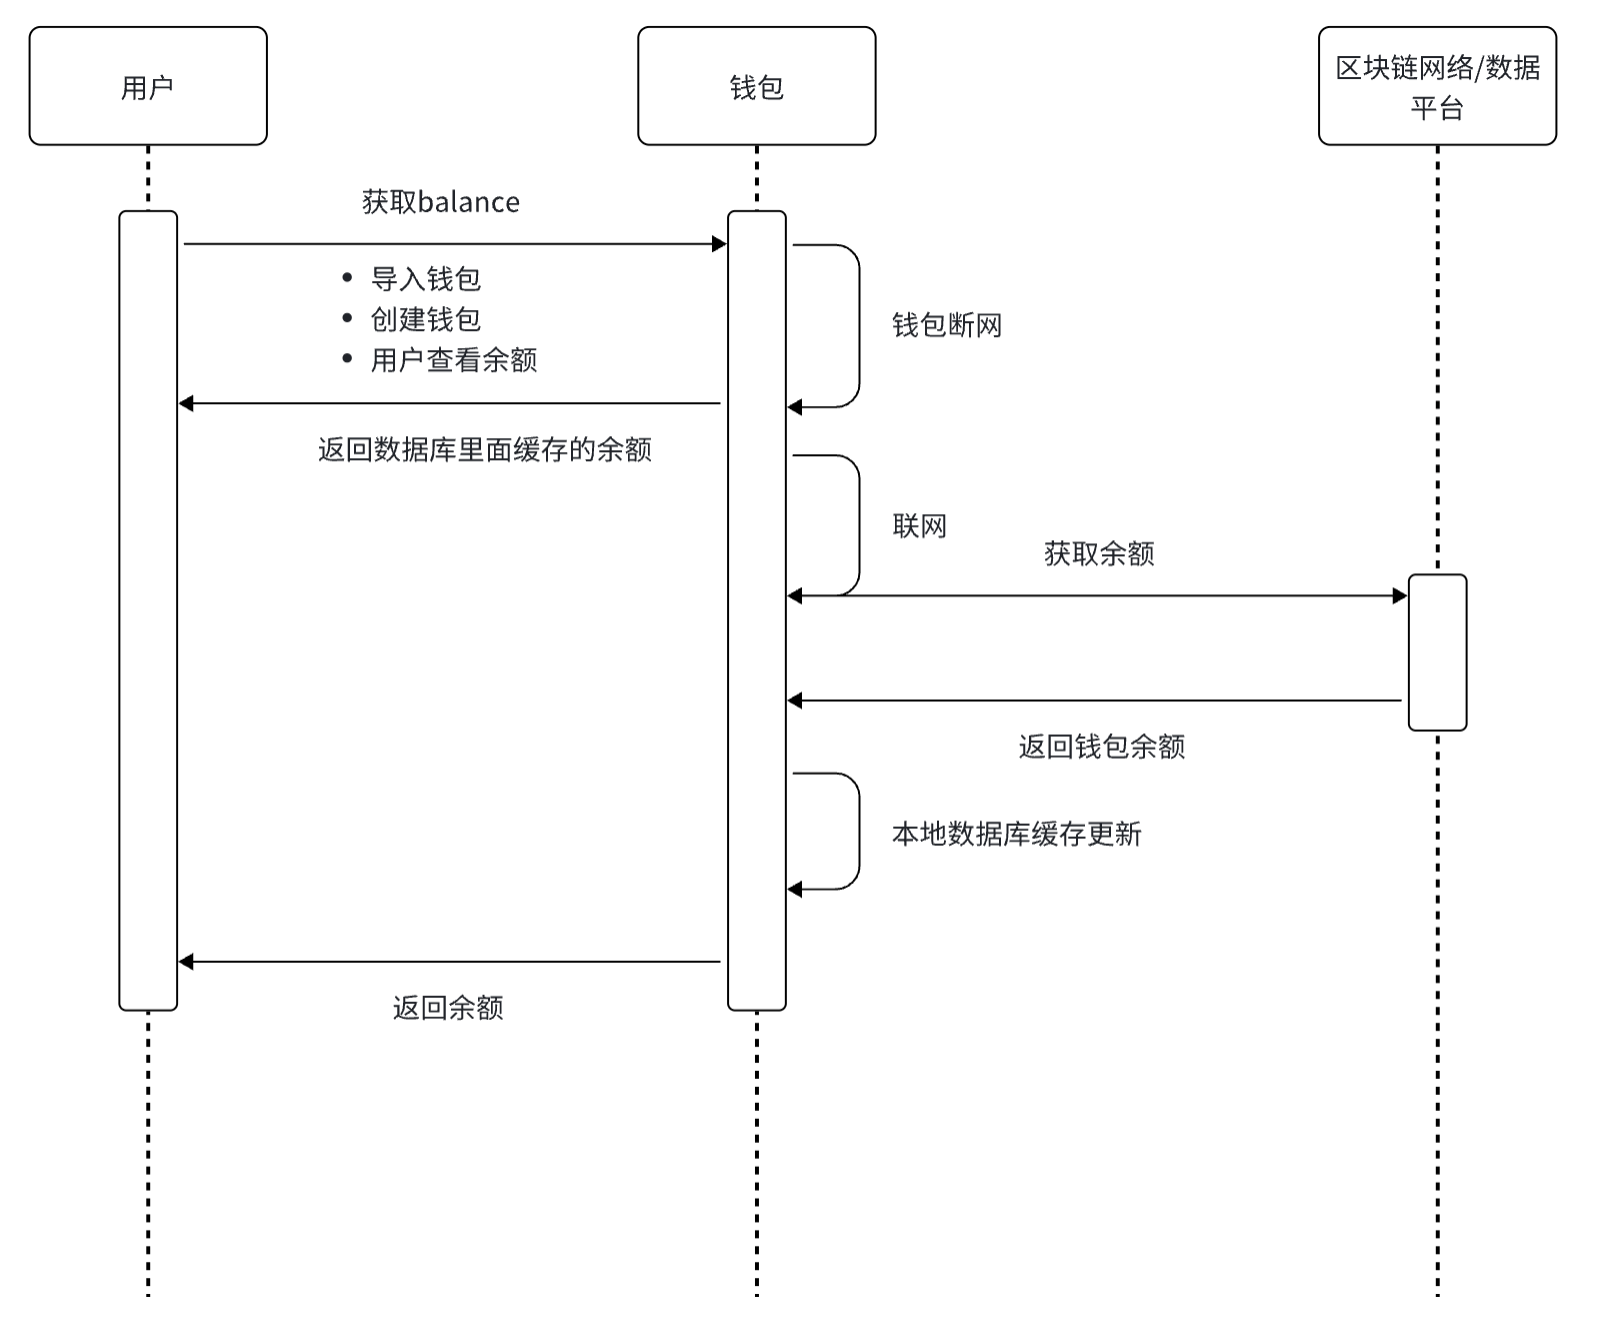 用户
钱包
区块链网络/数据
平台
获取balance
• 导入钱包
• 创建钱包
• 用户查看余额
钱包断网
返回数据库里面缓存的余额
联网
获取余额
返回钱包余额
本地数据库缓存更新
返回余额